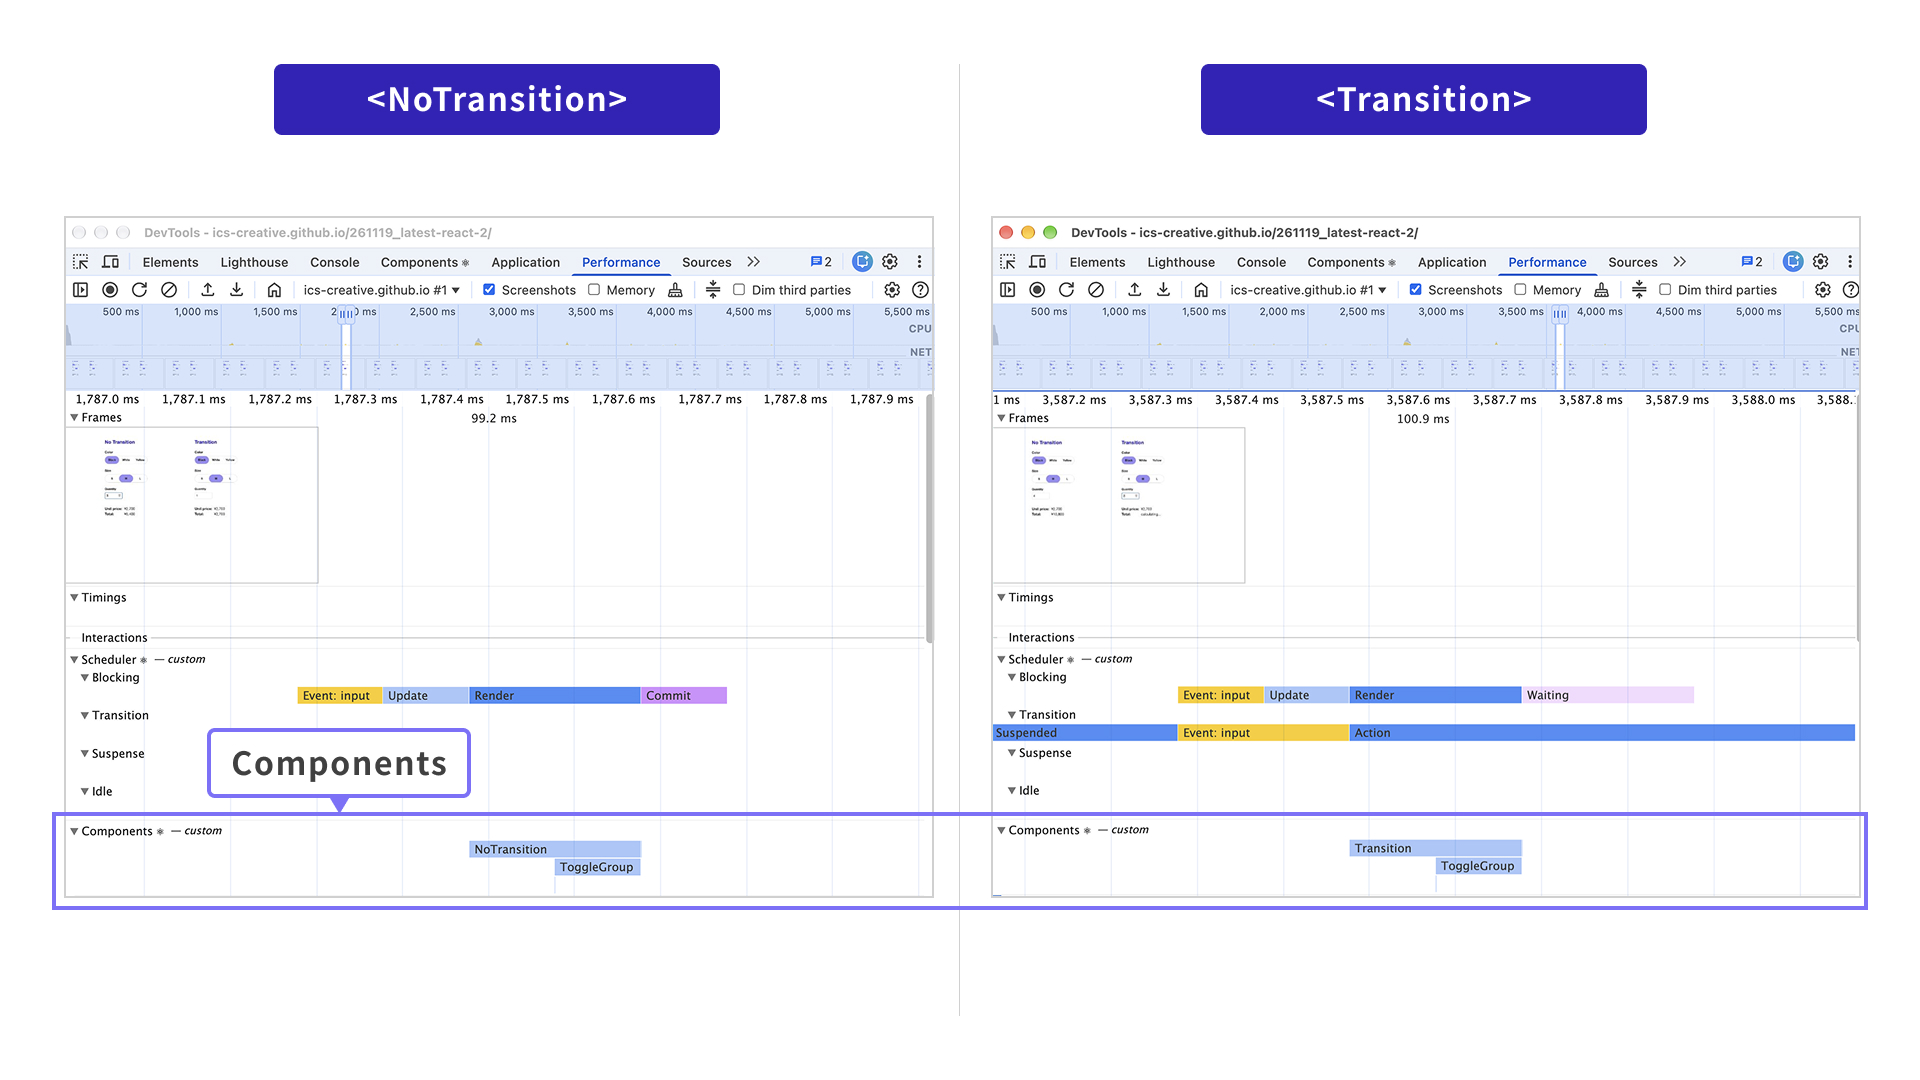 <NoTransition>
DevTools - ics-creative.github.io/261119_latest-react-2/
Elements Lighthouse Console Components Application Performance Sources 2
ics-creative.github.io #1 Screenshots Memory Dim third parties
500 ms 1,000 ms 1,500 ms 2,500 ms 3,000 ms 3,500 ms 4,000 ms 4,500 ms 5,000 ms 5,500 ms
CPU
NET
1,787.0 ms 1,787.1 ms 1,787.2 ms 1,787.3 ms 1,787.4 ms 1,787.5 ms 1,787.6 ms 1,787.7 ms 1,787.8 ms 1,787.9 ms
Frames 99.2 ms
No Transition Transition
Timings
Interactions
Scheduler — custom
Blocking
Event: input Update Render Commit
Transition
Suspense
Idle
Components
Components — custom
NoTransition
ToggleGroup
<Transition>
DevTools - ics-creative.github.io/261119_latest-react-2/
Elements Lighthouse Console Components Application Performance Sources 2
ics-creative.github.io #1 Screenshots Memory Dim third parties
500 ms 1,000 ms 1,500 ms 2,000 ms 2,500 ms 3,000 ms 3,500 ms 4,000 ms 4,500 ms 5,000 ms 5,500 ms
CPU
NET
1 ms 3,587.2 ms 3,587.3 ms 3,587.4 ms 3,587.5 ms 3,587.6 ms 3,587.7 ms 3,587.8 ms 3,587.9 ms 3,588.0 ms 3,588.
Frames 100.9 ms
No Transition Transition
Timings
Interactions
Scheduler — custom
Blocking
Event: input Update Render Waiting
Transition
Suspended Event: input Action
Suspense
Idle
Components — custom
Transition
ToggleGroup